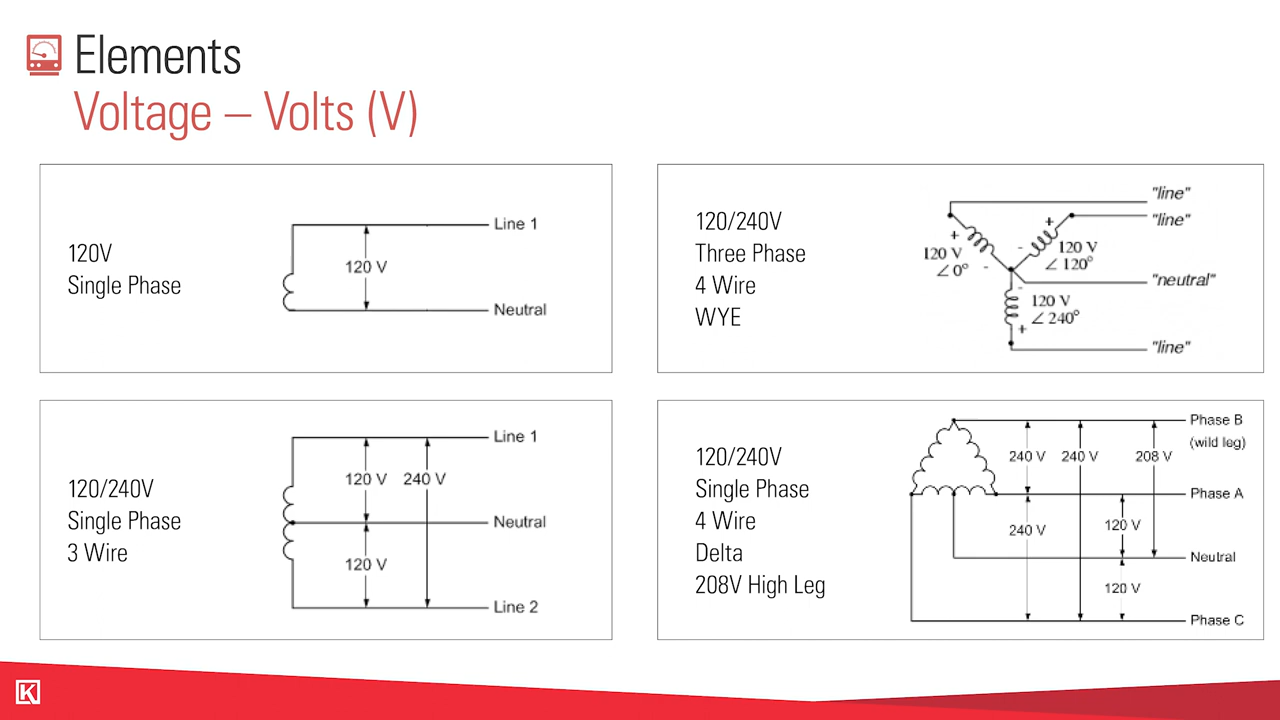 Elements
Voltage – Volts (V)
120V
Single Phase
Line 1
120 V
Neutral
120/240V
Three Phase
4 Wire
WYE
"line"
"line"
+
+
120 V
∠ 0°
-
-
120 V
∠ 120°
"neutral"
-
120 V
∠ 240°
+
"line"
120/240V
Single Phase
3 Wire
Line 1
120 V 240 V
Neutral
120 V
Line 2
120/240V
Single Phase
4 Wire
Delta
208V High Leg
Phase B
(wild leg)
240 V 240 V 208 V
Phase A
240 V
120 V
Neutral
120 V
Phase C
K